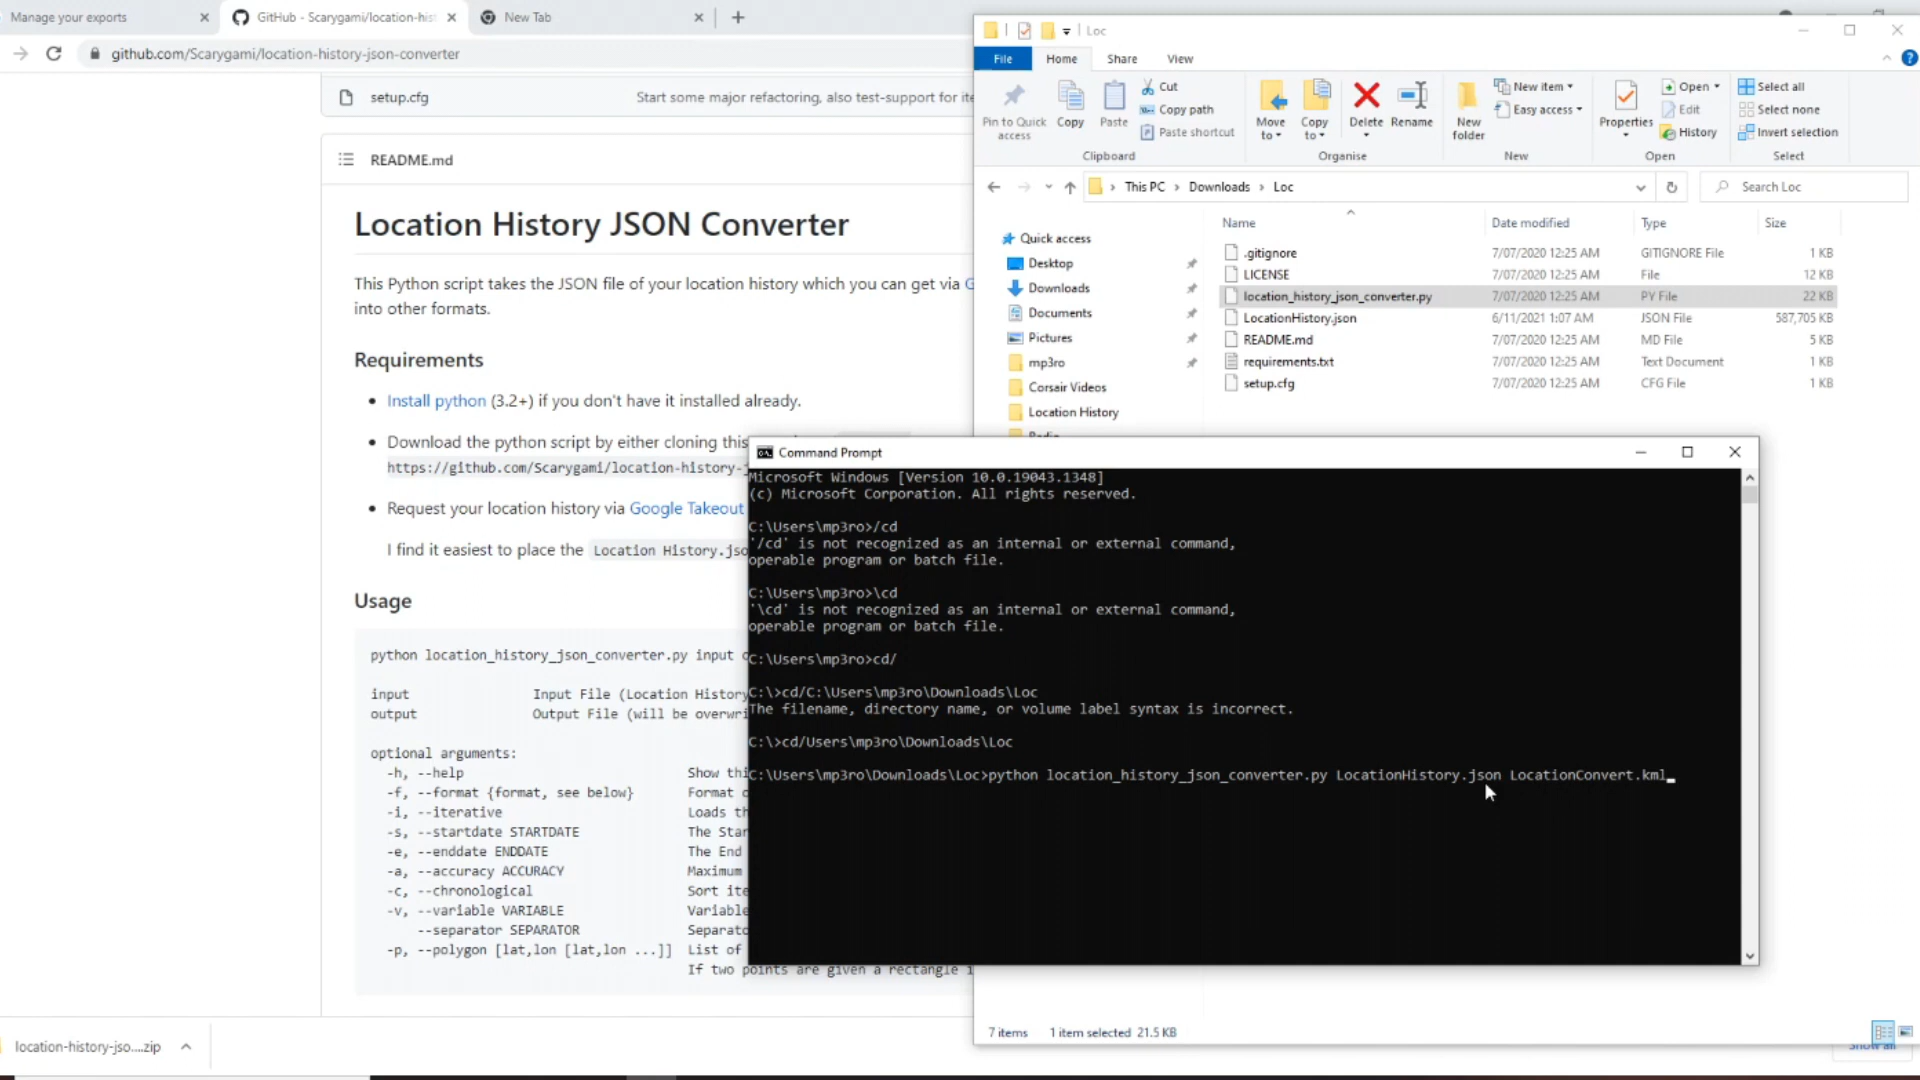 Manage your exports
GitHub - Scarygami/location-hist
New Tab
github.com/Scarygami/location-history-json-converter
setup.cfg
Start some major refactoring, also test-support for ite
README.md
Location History JSON Converter
This Python script takes the JSON file of your location history which you can get via G
into other formats.
Requirements
Install python (3.2+) if you don't have it installed already.
Download the python script by either cloning this
https://github.com/Scarygami/location-history-j
Request your location history via Google Takeout
I find it easiest to place the Location History.jso
Usage
python location_history_json_converter.py input
input Input File (Location History
output Output File (will be overwri
optional arguments:
-h, --help Show thi
-f, --format {format, see below} Format o
-i, --iterative Loads th
-s, --startdate STARTDATE The Star
-e, --enddate ENDDATE The End
-a, --accuracy ACCURACY Maximum
-c, --chronological Sort ite
-v, --variable VARIABLE Variable
--separator SEPARATOR Separato
-p, --polygon [lat,lon [lat,lon ...]] List of
If two points are given a rectangle i
location-history-jso....zip
Loc
File Home Share View
Pin to Quick access
Copy
Paste
Cut
Copy path
Paste shortcut
Clipboard
Move to
Copy to
Delete
Rename
Organise
New folder
New item
Easy access
New
Properties
Open
Edit
History
Open
Select all
Select none
Invert selection
Select
This PC Downloads Loc
Search Loc
Name Date modified Type Size
.gitignore 7/07/2020 12:25 AM GITIGNORE File 1 KB
LICENSE 7/07/2020 12:25 AM File 12 KB
location_history_json_converter.py 7/07/2020 12:25 AM PY File 22 KB
LocationHistory.json 6/11/2021 1:07 AM JSON File 587,705 KB
README.md 7/07/2020 12:25 AM MD File 5 KB
requirements.txt 7/07/2020 12:25 AM Text Document 1 KB
setup.cfg 7/07/2020 12:25 AM CFG File 1 KB
Quick access
Desktop
Downloads
Documents
Pictures
mp3ro
Corsair Videos
Location History
Command Prompt
Microsoft Windows [Version 10.0.19043.1348]
(c) Microsoft Corporation. All rights reserved.
C:\Users\mp3ro>/cd
'/cd' is not recognized as an internal or external command,
operable program or batch file.
C:\Users\mp3ro>\cd
'\cd' is not recognized as an internal or external command,
operable program or batch file.
C:\Users\mp3ro>cd/
C:\>cd/C:\Users\mp3ro\Downloads\Loc
The filename, directory name, or volume label syntax is incorrect.
C:\>cd/Users\mp3ro\Downloads\Loc
C:\Users\mp3ro\Downloads\Loc>python location_history_json_converter.py LocationHistory.json LocationConvert.kml
7 items 1 item selected 21.5 KB
Show all